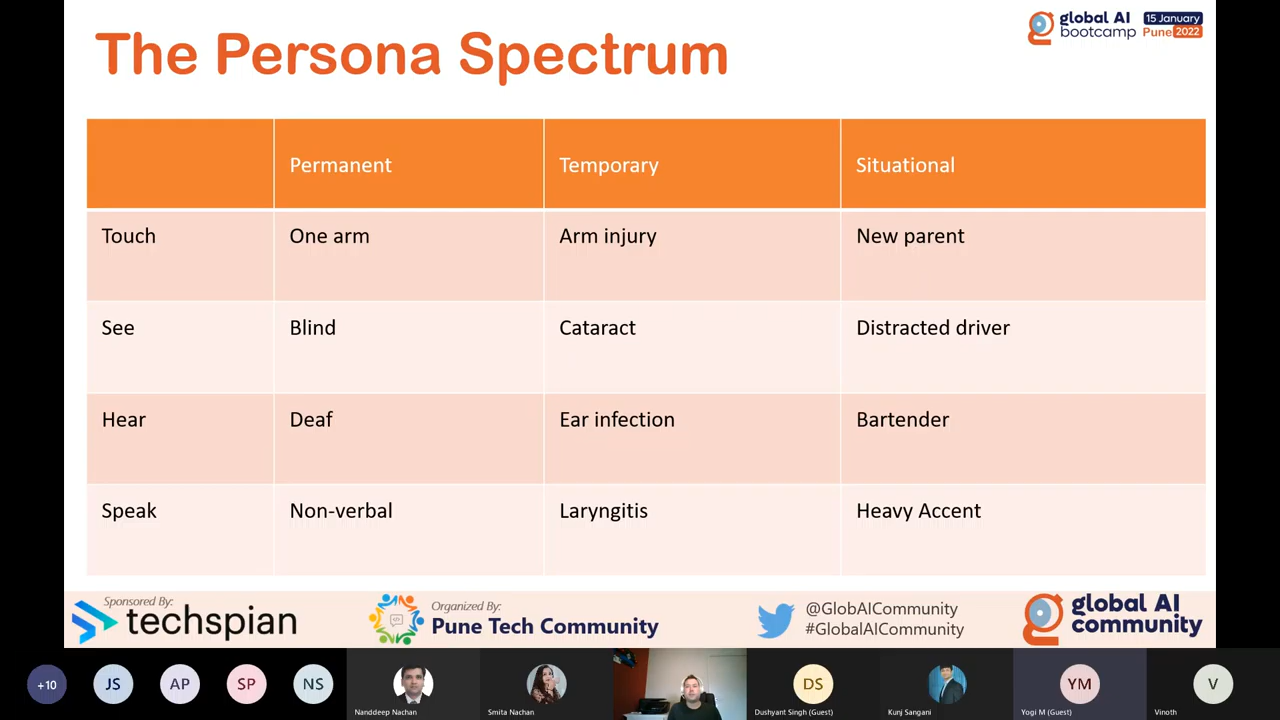 The Persona Spectrum
global AI
bootcamp
15 January
Pune 2022
Permanent Temporary Situational
Touch One arm Arm injury New parent
See Blind Cataract Distracted driver
Hear Deaf Ear infection Bartender
Speak Non-verbal Laryngitis Heavy Accent
Sponsored By:
techspian
Organized By:
Pune Tech Community
@GlobAICommunity
#GlobalAICommunity
global AI
community
+10 JS AP SP NS DS YM V
Nanddeep Nachan Smita Nachan Dushyant Singh (Guest) Kunj Sangani Yogi M (Guest) Vinoth